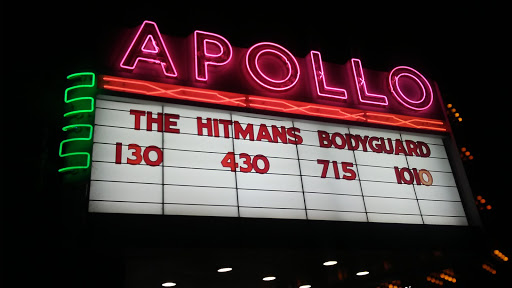 APOLLO
THE HITMANS BODYGUARD
130 430 715 1010